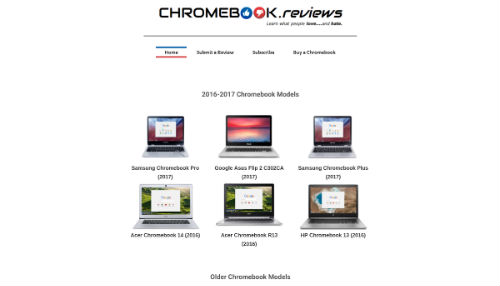 CHROMEBOOK.reviews
Learn what people love....and hate.
Home Submit a Review Subscribe Buy a Chromebook
2016-2017 Chromebook Models
Samsung Chromebook Pro (2017)
Google Asus Flip 2 C302CA (2017)
Samsung Chromebook Plus (2017)
Acer Chromebook 14 (2016)
Acer Chromebook R13 (2016)
HP Chromebook 13 (2016)
Older Chromebook Models